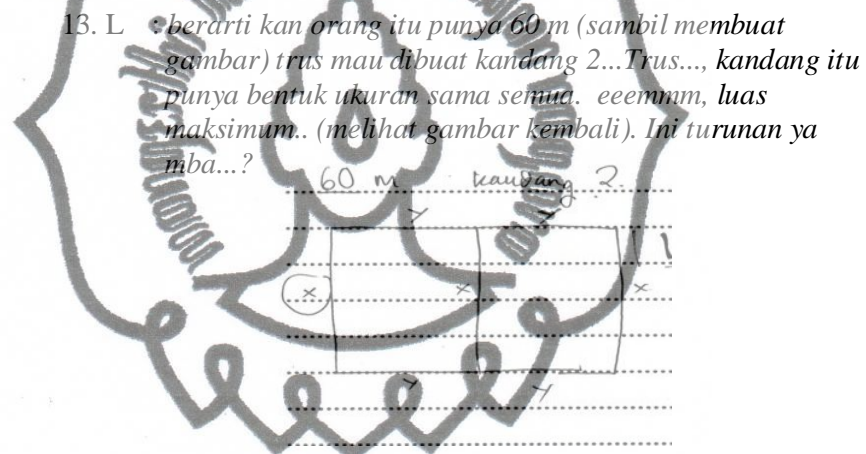 13. L : berarti kan orang itu punya 60 m (sambil membuat
gambar) trus mau dibuat kandang 2...Trus..., kandang itu
punya bentuk ukuran sama semua. eeemmm, luas
maksimum.. (melihat gambar kembali). Ini turunan ya
mba...?
60 m kandang 2.
y y
x x x
y y